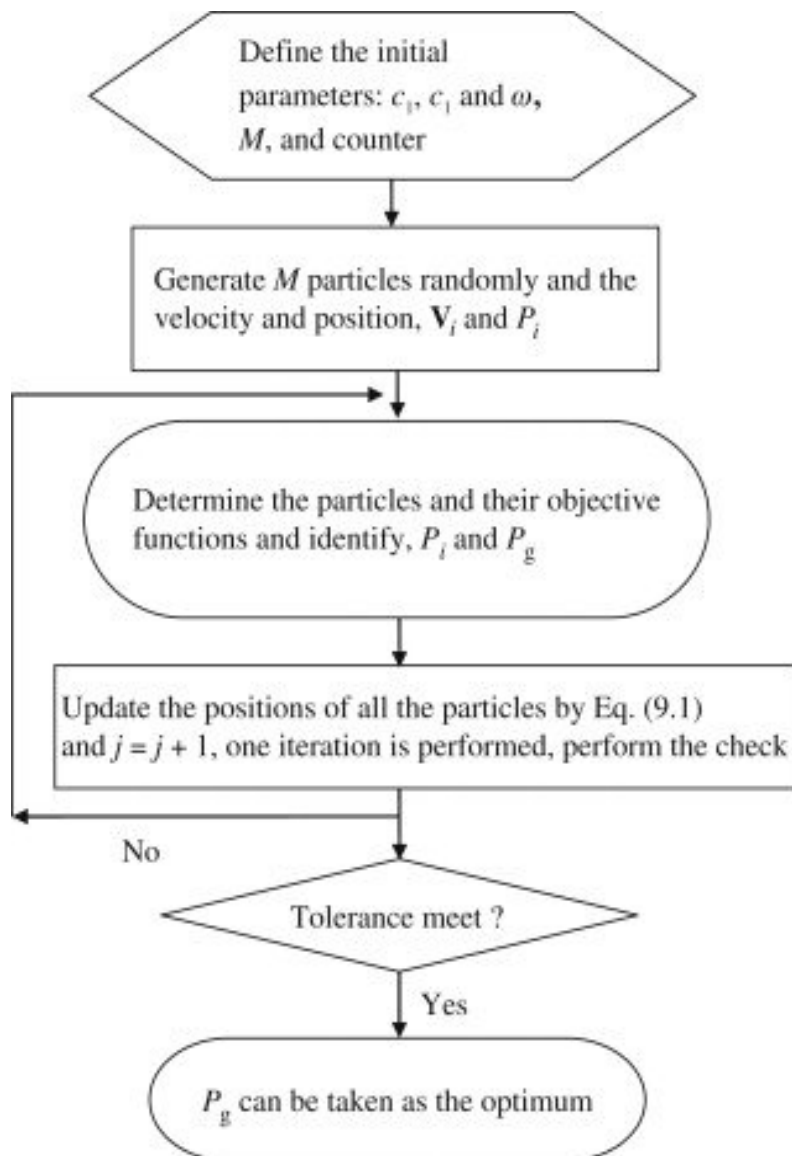 Define the initial
parameters: c₁, c₁ and ω,
M, and counter
Generate M particles randomly and the
velocity and position, Vᵢ and Pᵢ
Determine the particles and their objective
functions and identify, Pᵢ and P_g
Update the positions of all the particles by Eq. (9.1)
and j = j + 1, one iteration is performed, perform the check
No
Tolerance meet ?
Yes
P_g can be taken as the optimum